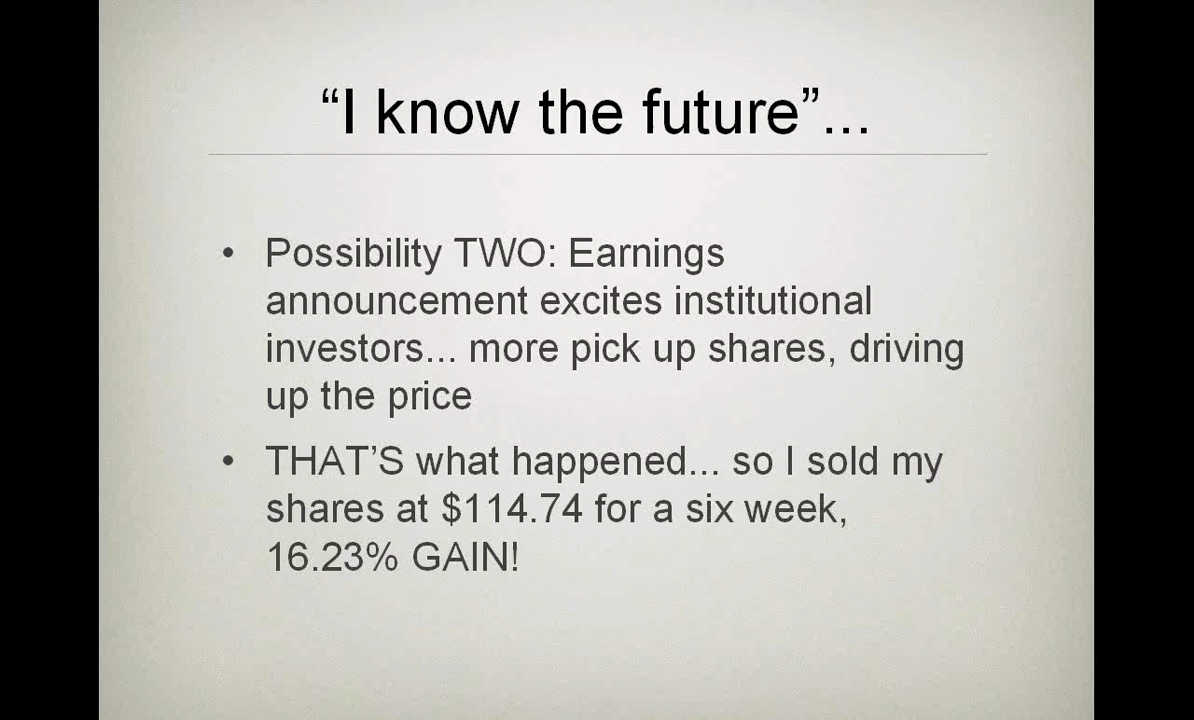 “I know the future”...
• Possibility TWO: Earnings
announcement excites institutional
investors... more pick up shares, driving
up the price
• THAT’S what happened... so I sold my
shares at $114.74 for a six week,
16.23% GAIN!